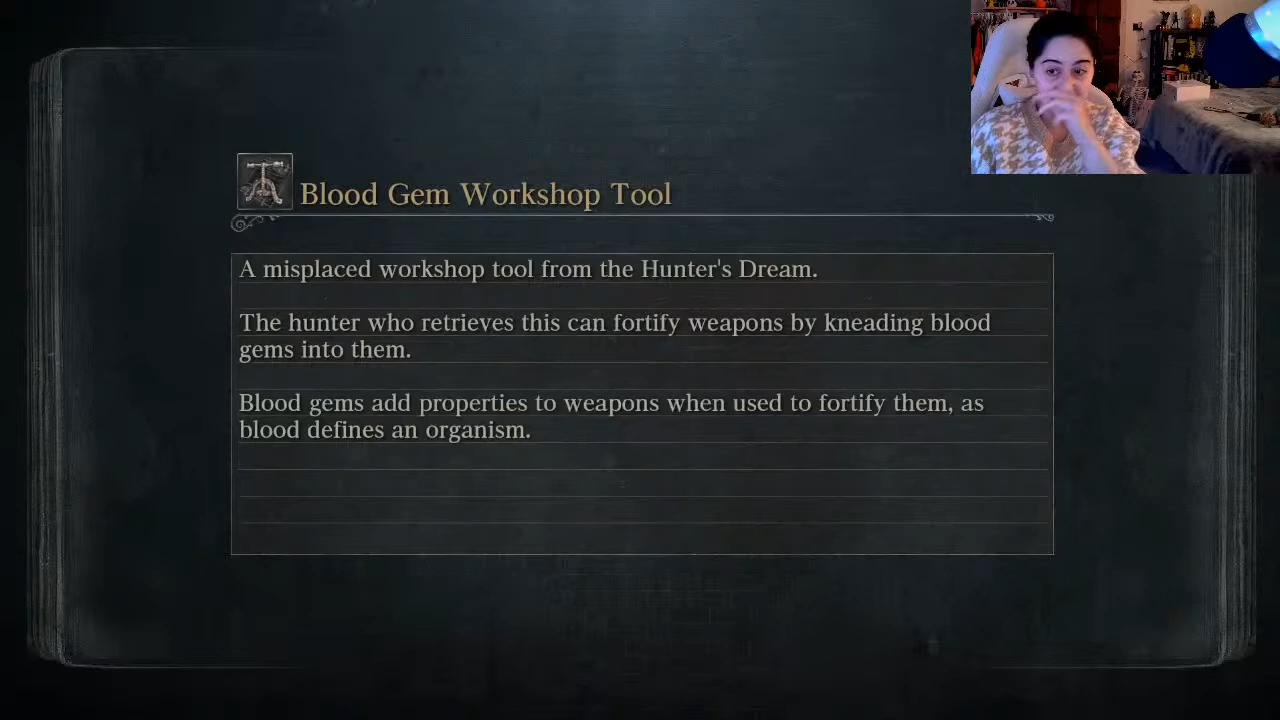 Blood Gem Workshop Tool
A misplaced workshop tool from the Hunter's Dream.
The hunter who retrieves this can fortify weapons by kneading blood
gems into them.
Blood gems add properties to weapons when used to fortify them, as
blood defines an organism.